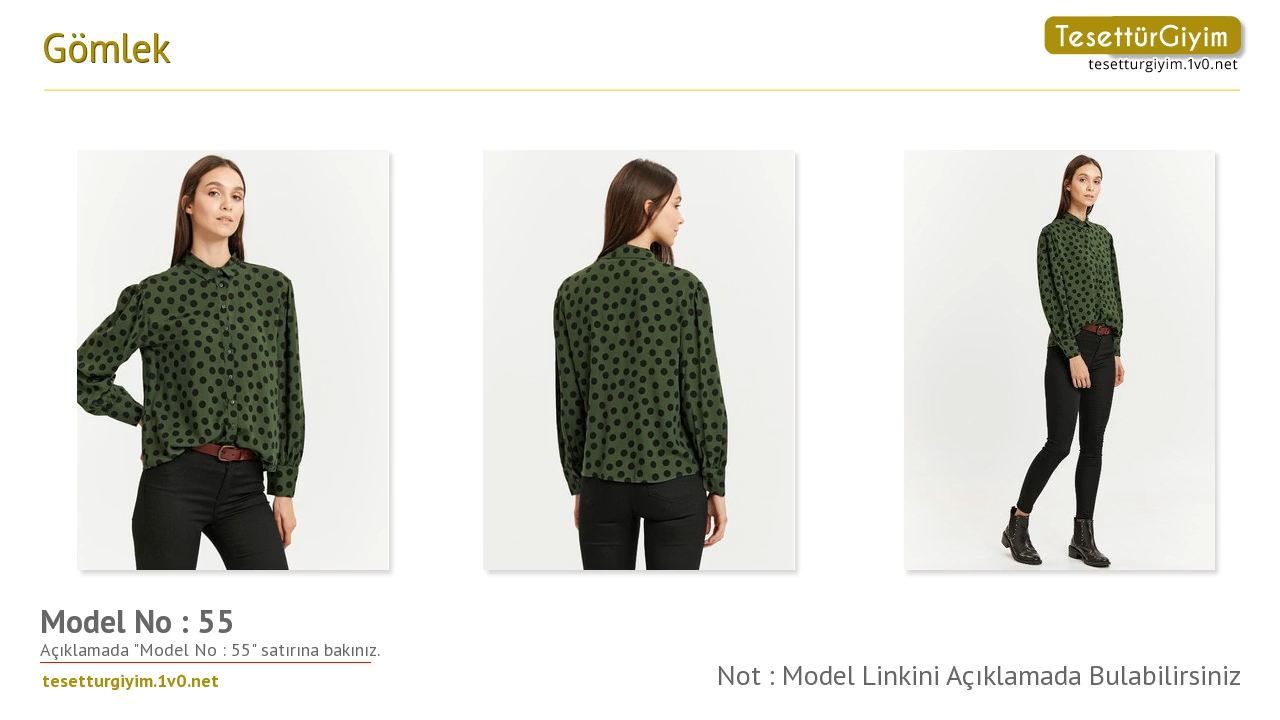 Gömlek
TesettürGiyim
tesetturgiyim.1v0.net
Model No : 55
Açıklamada "Model No : 55" satırına bakınız.
tesetturgiyim.1v0.net
Not : Model Linkini Açıklamada Bulabilirsiniz